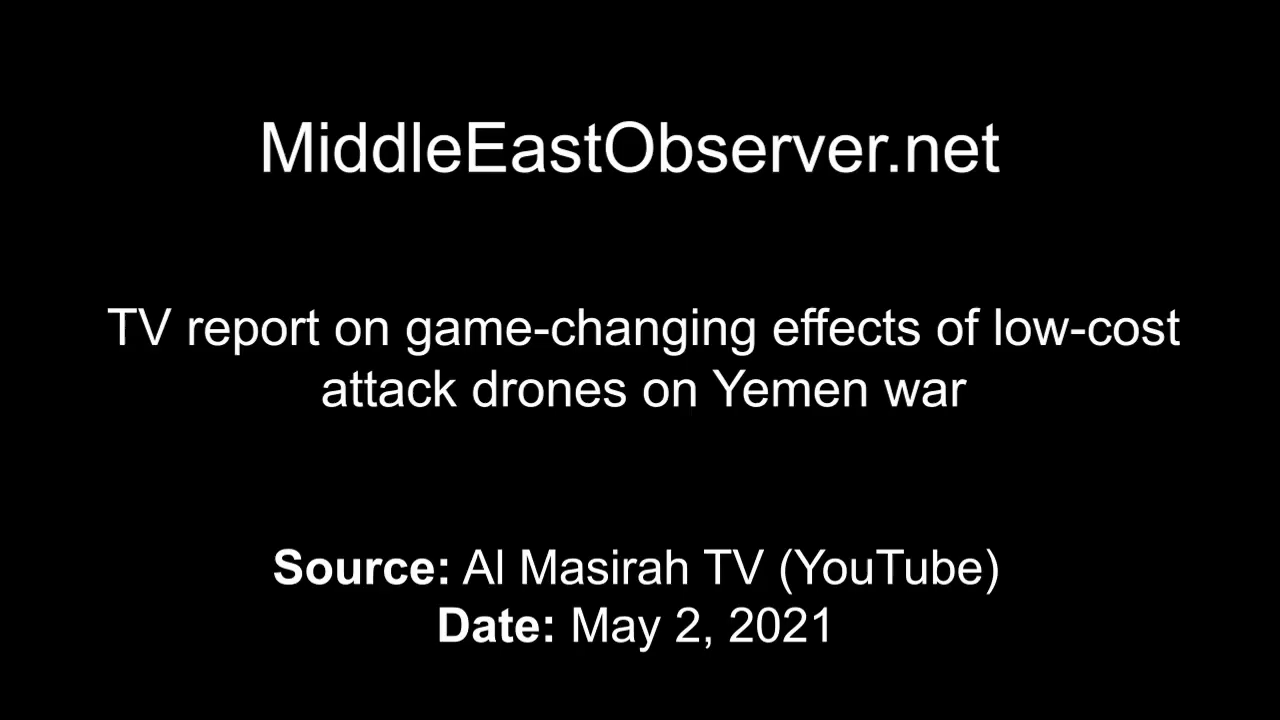 MiddleEastObserver.net
TV report on game-changing effects of low-cost
attack drones on Yemen war
Source: Al Masirah TV (YouTube)
Date: May 2, 2021